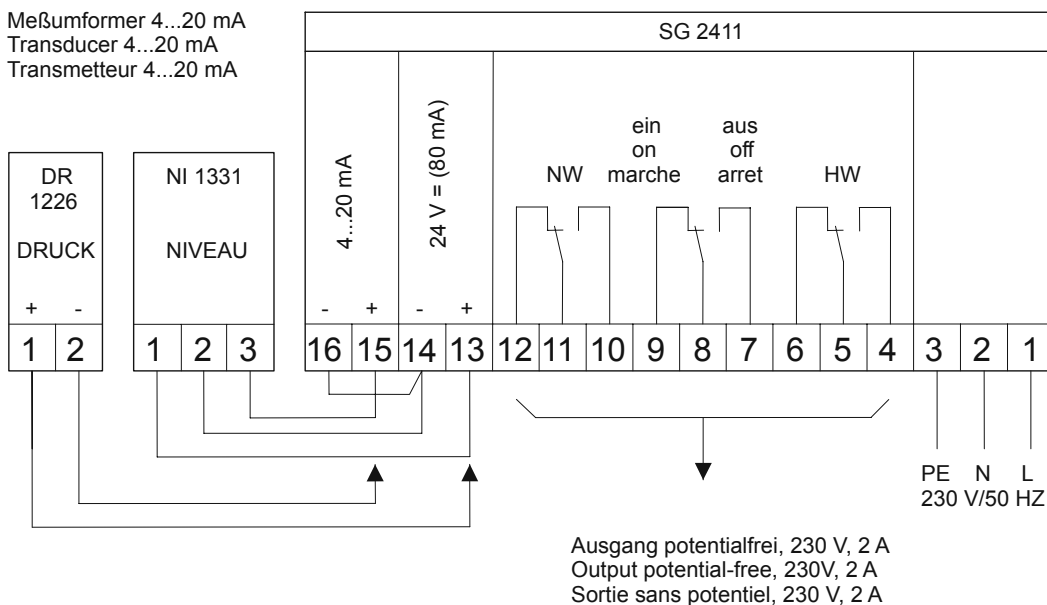 Meßumformer 4...20 mA
Transducer 4...20 mA
Transmetteur 4...20 mA
SG 2411
DR
1226
DRUCK
+ -
1 2
NI 1331
NIVEAU
1 2 3
4...20 mA
- +
24 V = (80 mA)
- +
NW
ein
on
marche
aus
off
arret
HW
16 15 14 13 12 11 10 9 8 7 6 5 4 3 2 1
PE N L
230 V/50 HZ
Ausgang potentialfrei, 230 V, 2 A
Output potential-free, 230V, 2 A
Sortie sans potentiel, 230 V, 2 A